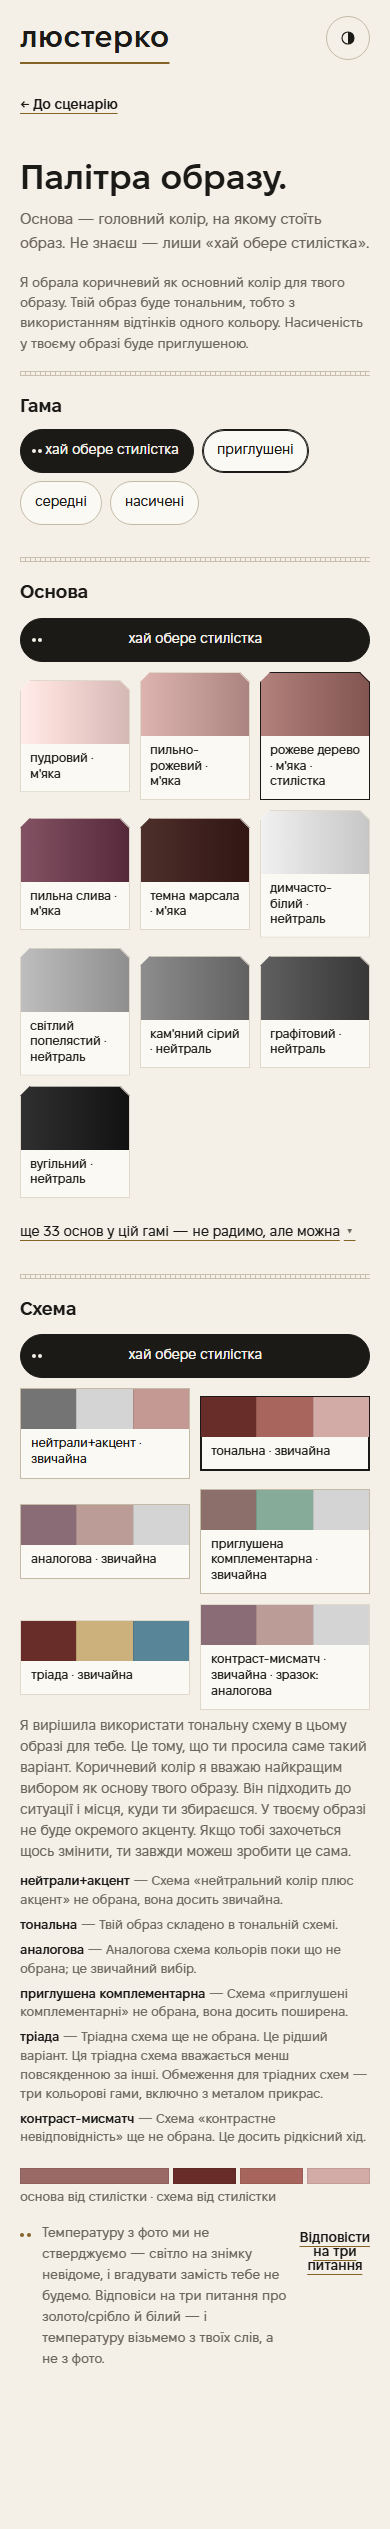 люстерко
← До сценарію
Палітра образу.
Основа — головний колір, на якому стоїть
образ. Не знаєш — лиши «хай обере стилістка».
Я обрала коричневий як основний колір для твого
образу. Твій образ буде тональним, тобто з
використанням відтінків одного кольору. Насиченість
у твоєму образі буде приглушеною.
Гама
хай обере стилістка
приглушені
середні
насичені
Основа
хай обере стилістка
пудровий ·
м'яка
пильно-
рожевий ·
м'яка
рожеве дерево
· м'яка ·
стилістка
пильна слива ·
м'яка
темна марсала
· м'яка
димчасто-
білий ·
нейтраль
світлий
попелястий ·
нейтраль
кам'яний сірий
· нейтраль
графітовий ·
нейтраль
вугільний ·
нейтраль
ще 33 основ у цій гамі — не радимо, але можна ▾
Схема
хай обере стилістка
нейтрали+акцент ·
звичайна
тональна · звичайна
аналогова · звичайна
приглушена
комплементарна ·
звичайна
тріада · звичайна
контраст-мисматч ·
звичайна · зразок:
аналогова
Я вирішила використати тональну схему в цьому
образі для тебе. Це тому, що ти просила саме такий
варіант. Коричневий колір я вважаю найкращим
вибором як основу твого образу. Він підходить до
ситуації і місця, куди ти збираєшся. У твоєму образі
не буде окремого акценту. Якщо тобі захочеться
щось змінити, ти завжди можеш зробити це сама.
нейтрали+акцент — Схема «нейтральний колір плюс
акцент» не обрана, вона досить звичайна.
тональна — Твій образ складено в тональній схемі.
аналогова — Аналогова схема кольорів поки що не
обрана; це звичайний вибір.
приглушена комплементарна — Схема «приглушені
комплементарні» не обрана, вона досить поширена.
тріада — Тріадна схема ще не обрана. Це рідший
варіант. Ця тріадна схема вважається менш
повсякденною за інші. Обмеження для тріадних схем —
три кольорові гами, включно з металом прикрас.
контраст-мисматч — Схема «контрастне
невідповідність» ще не обрана. Це досить рідкісний хід.
основа від стилістки · схема від стилістки
Температуру з фото ми не
стверджуємо — світло на знімку
невідоме, і вгадувати замість тебе не
будемо. Відповіси на три питання про
золото/срібло й білий — і
температуру візьмемо з твоїх слів, а
не з фото.
Відповісти
на три
питання